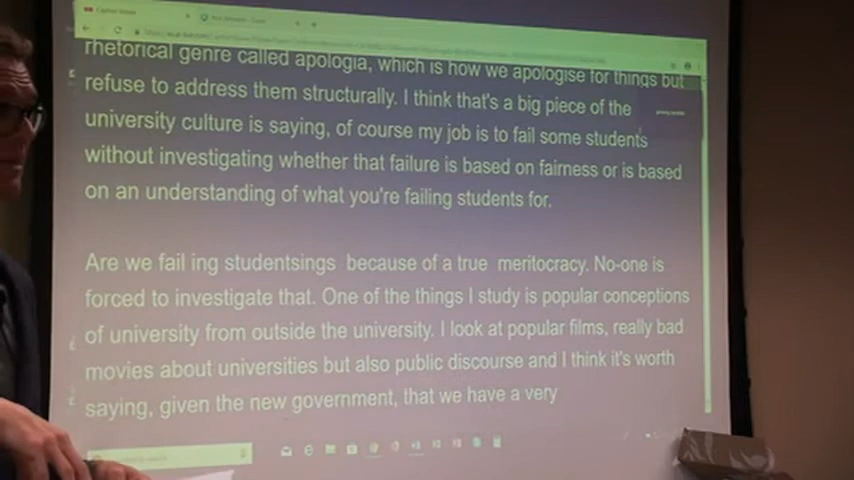 rhetorical genre called apologia, which is how we apologise for things but
refuse to address them structurally. I think that's a big piece of the
university culture is saying, of course my job is to fail some students
without investigating whether that failure is based on fairness or is based
on an understanding of what you're failing students for.
Are we fail ing studentsings because of a true meritocracy. No-one is
forced to investigate that. One of the things I study is popular conceptions
of university from outside the university. I look at popular films, really bad
movies about universities but also public discourse and I think it's worth
saying, given the new government, that we have a very